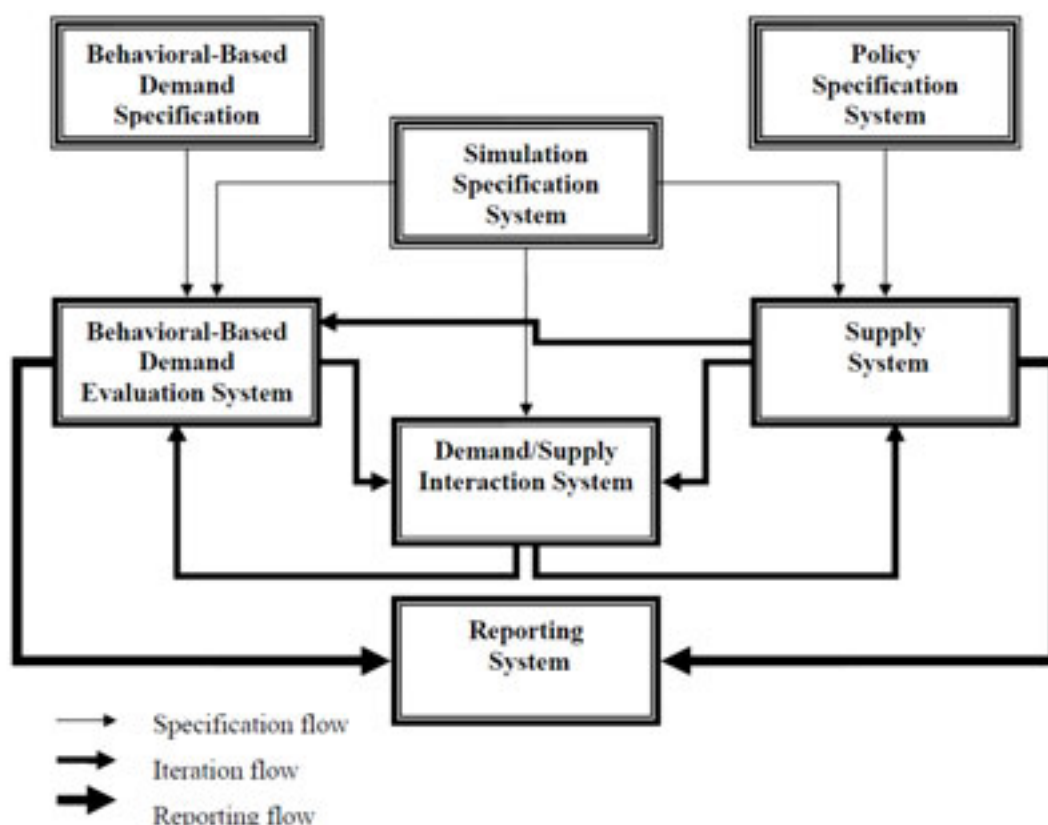 Behavioral-Based
Demand
Specification
Policy
Specification
System
Simulation
Specification
System
Behavioral-Based
Demand
Evaluation System
Supply
System
Demand/Supply
Interaction System
Reporting
System
Specification flow
Iteration flow
Reporting flow